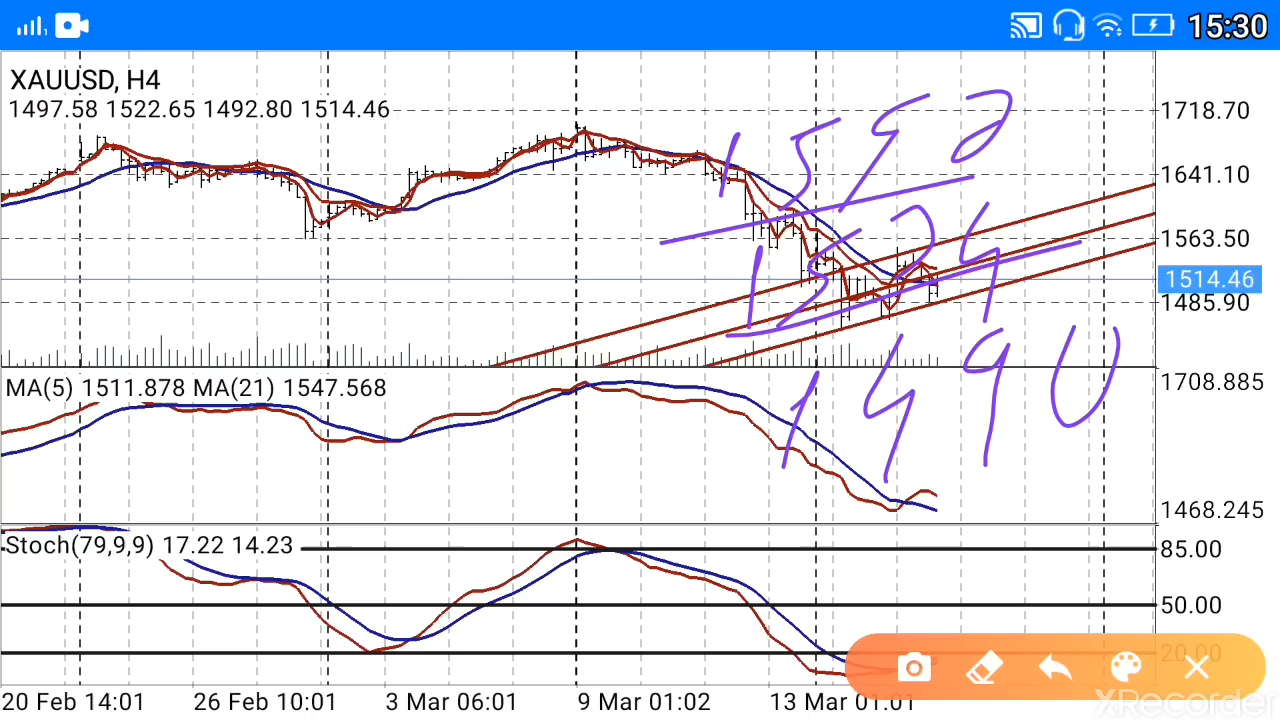 15:30
XAUUSD, H4
1497.58 1522.65 1492.80 1514.46
1718.70
1641.10
1563.50
1514.46
1485.90
1592
1524
1490
MA(5) 1511.878 MA(21) 1547.568
1708.885
1468.245
Stoch(79,9,9) 17.22 14.23
85.00
50.00
20.00
20 Feb 14:01 26 Feb 10:01 3 Mar 06:01 9 Mar 01:02 13 Mar 01:01
XRecorder